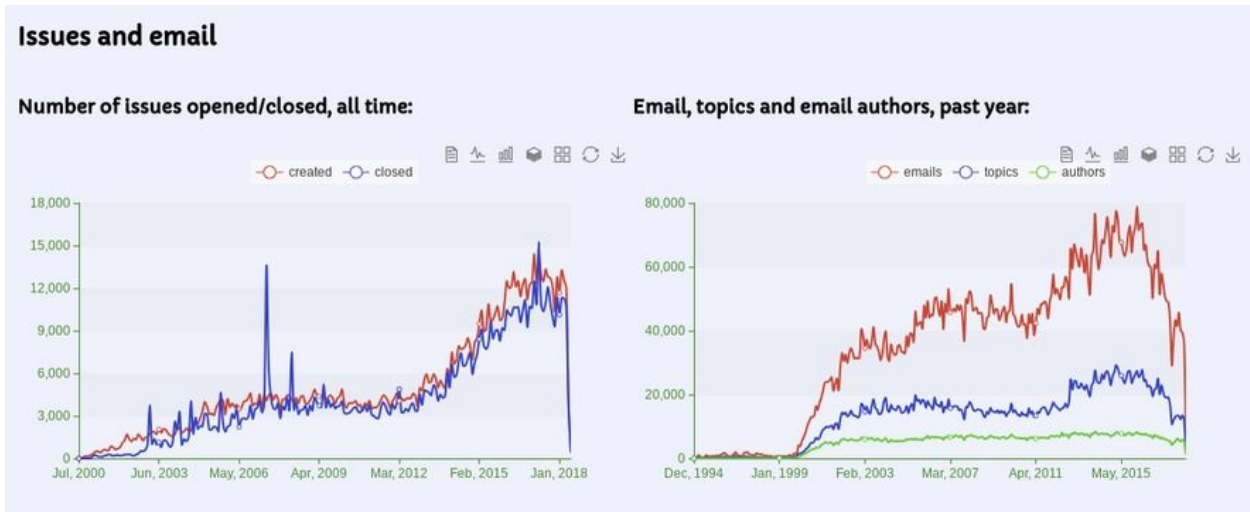 Issues and email
Number of issues opened/closed, all time:
created closed
18,000
15,000
12,000
9,000
6,000
3,000
0
Jul, 2000 Jun, 2003 May, 2006 Apr, 2009 Mar, 2012 Feb, 2015 Jan, 2018
Email, topics and email authors, past year:
emails topics authors
80,000
60,000
40,000
20,000
0
Dec, 1994 Jan, 1999 Feb, 2003 Mar, 2007 Apr, 2011 May, 2015